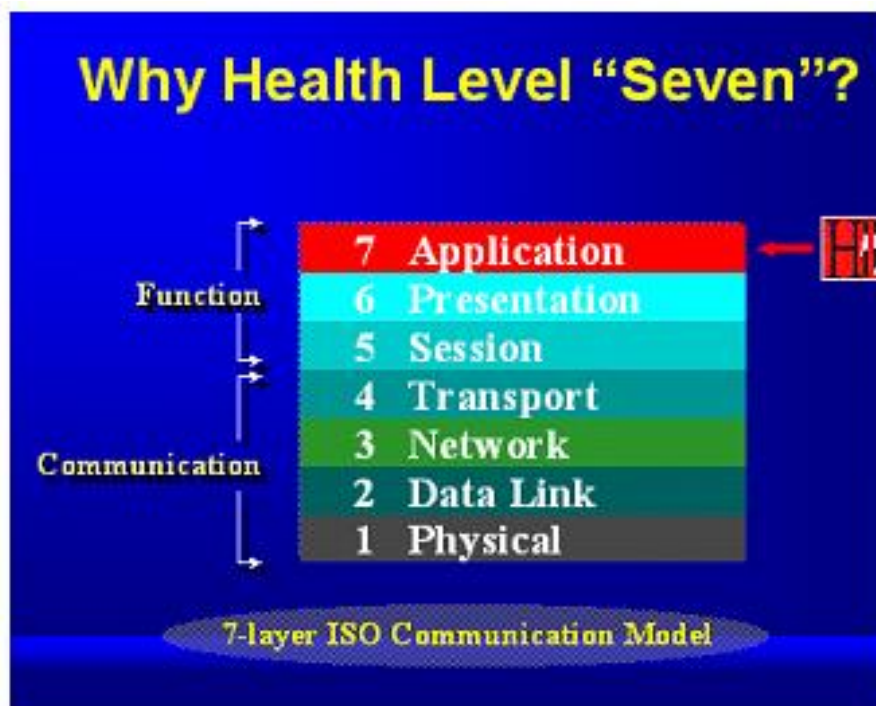 Why Health Level “Seven”?
7 Application
6 Presentation
5 Session
4 Transport
3 Network
2 Data Link
1 Physical
Function
Communication
7-layer ISO Communication Model